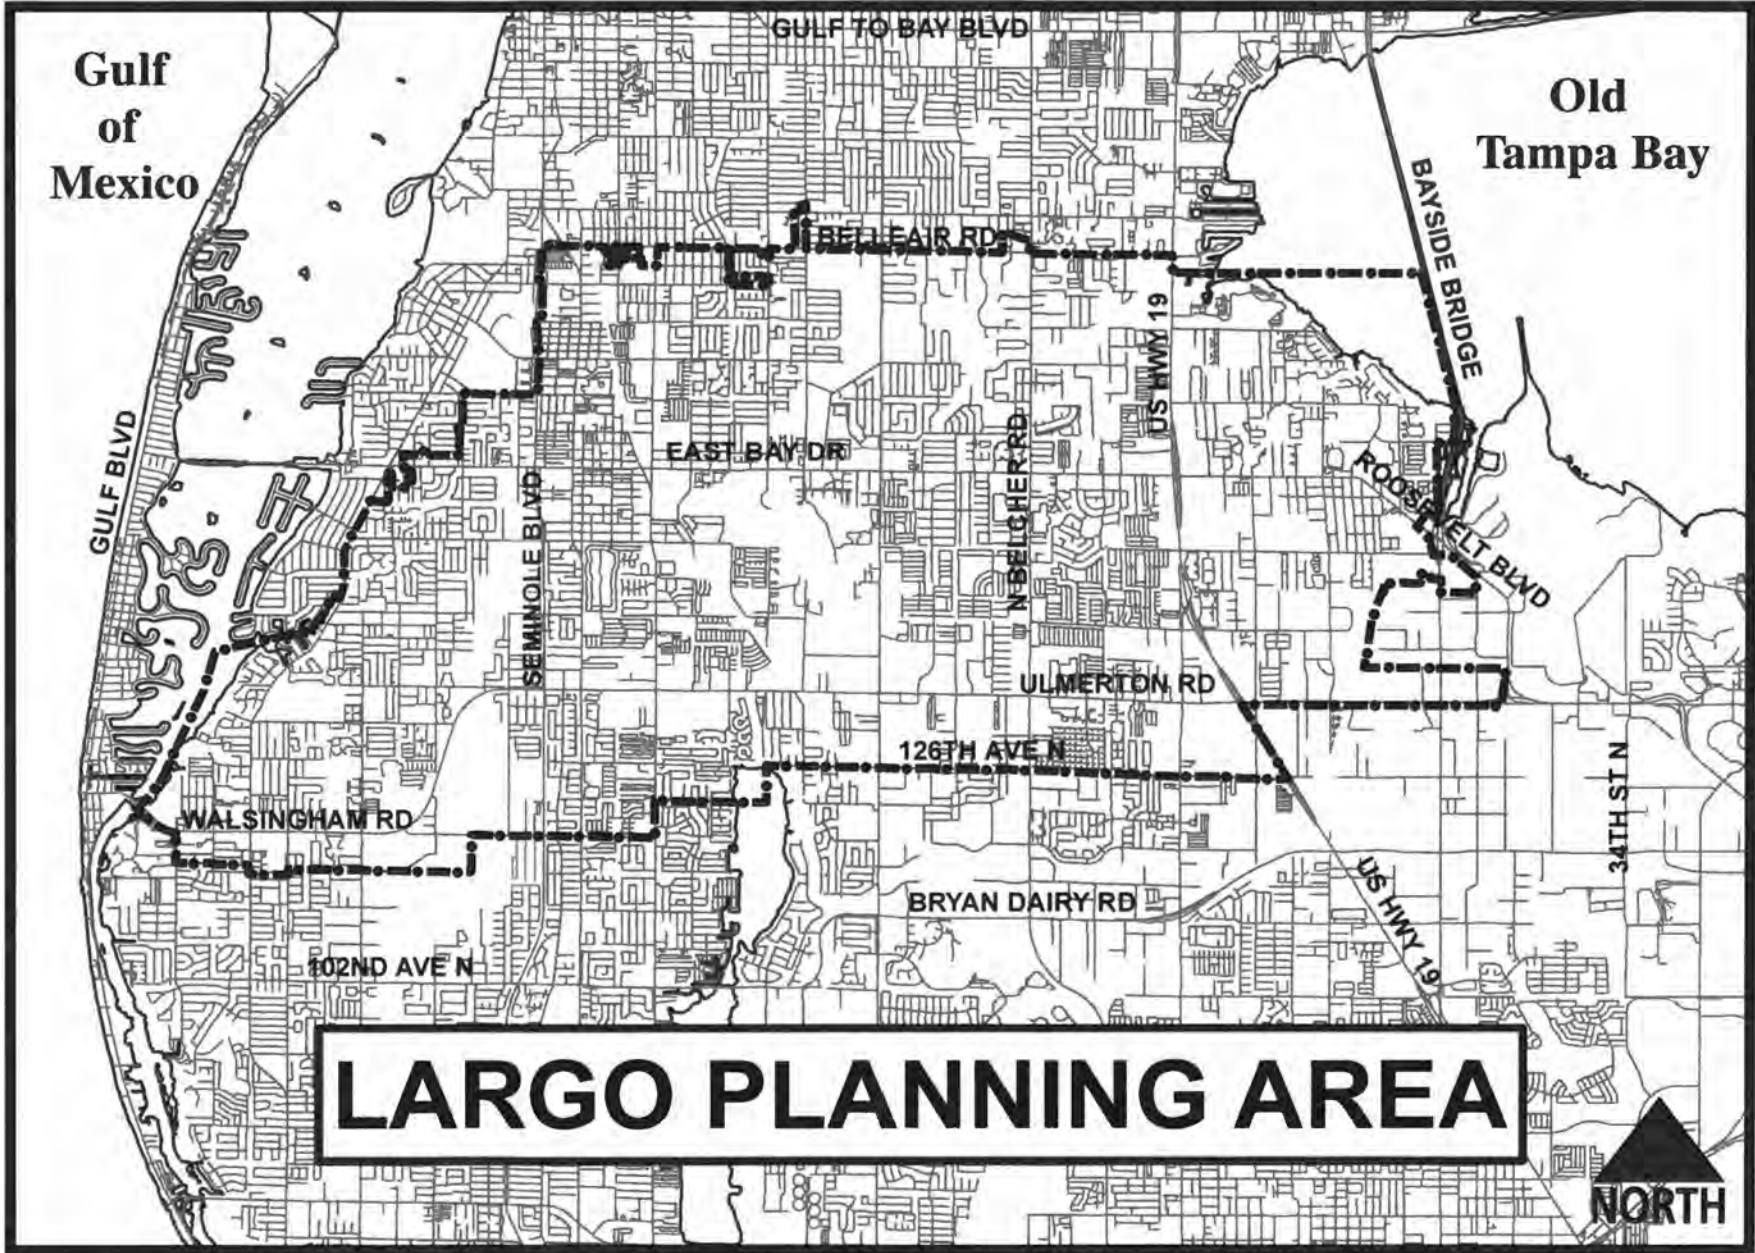 GULF TO BAY BLVD
Gulf
of
Mexico
Old
Tampa Bay
BAYSIDE BRIDGE
BELLEAIR RD
US HWY 19
GULF BLVD
EAST BAY DR
N BELCHER RD
SEMINOLE BLVD
ROOSEVELT BLVD
ULMERTON RD
126TH AVE N
34TH ST N
WALSINGHAM RD
US HWY 19
BRYAN DAIRY RD
102ND AVE N
LARGO PLANNING AREA
NORTH